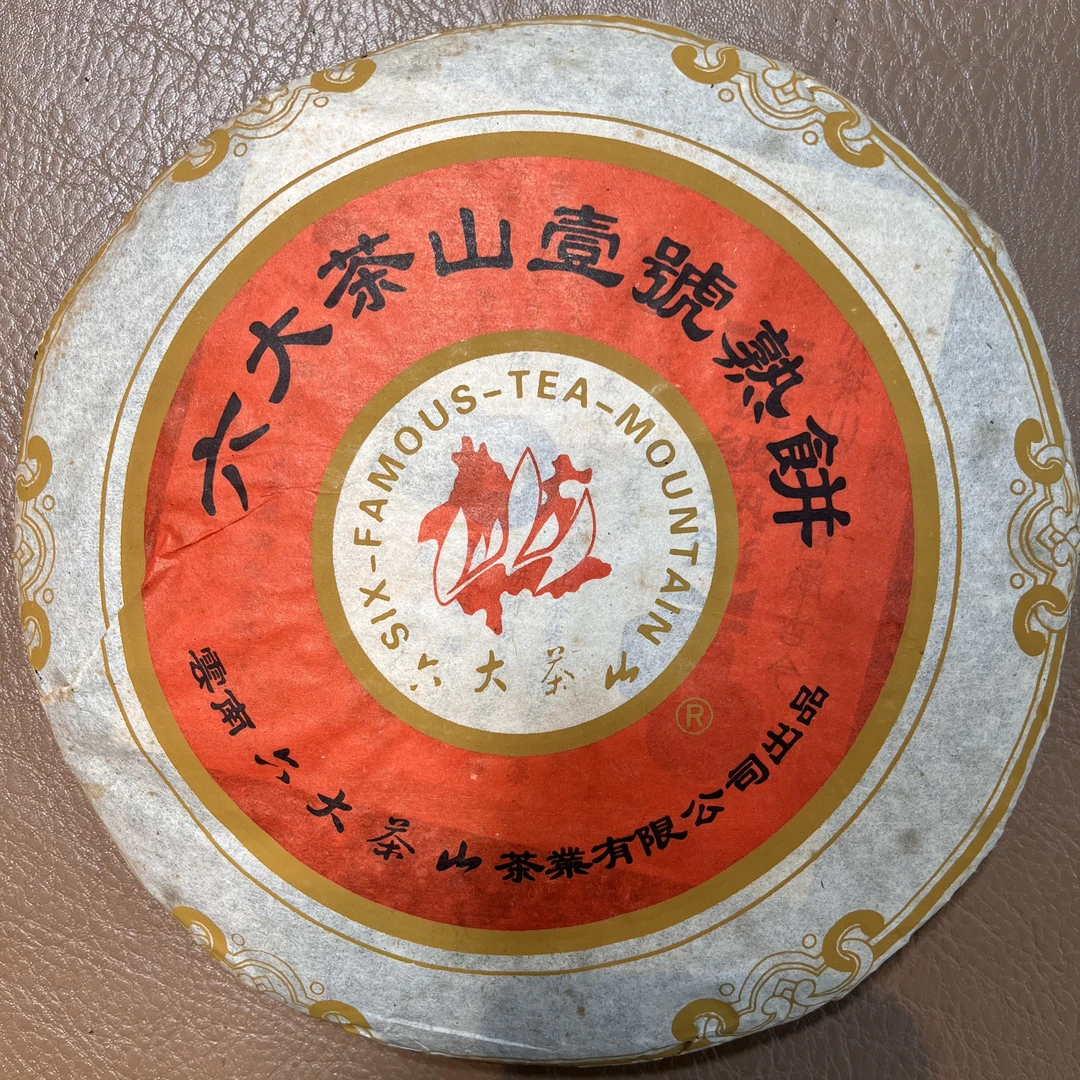 六大茶山壹號熟餅
SIX-FAMOUS-TEA-MOUNTAIN
六大茶山
®
雲南六大茶山茶業有限公司出品